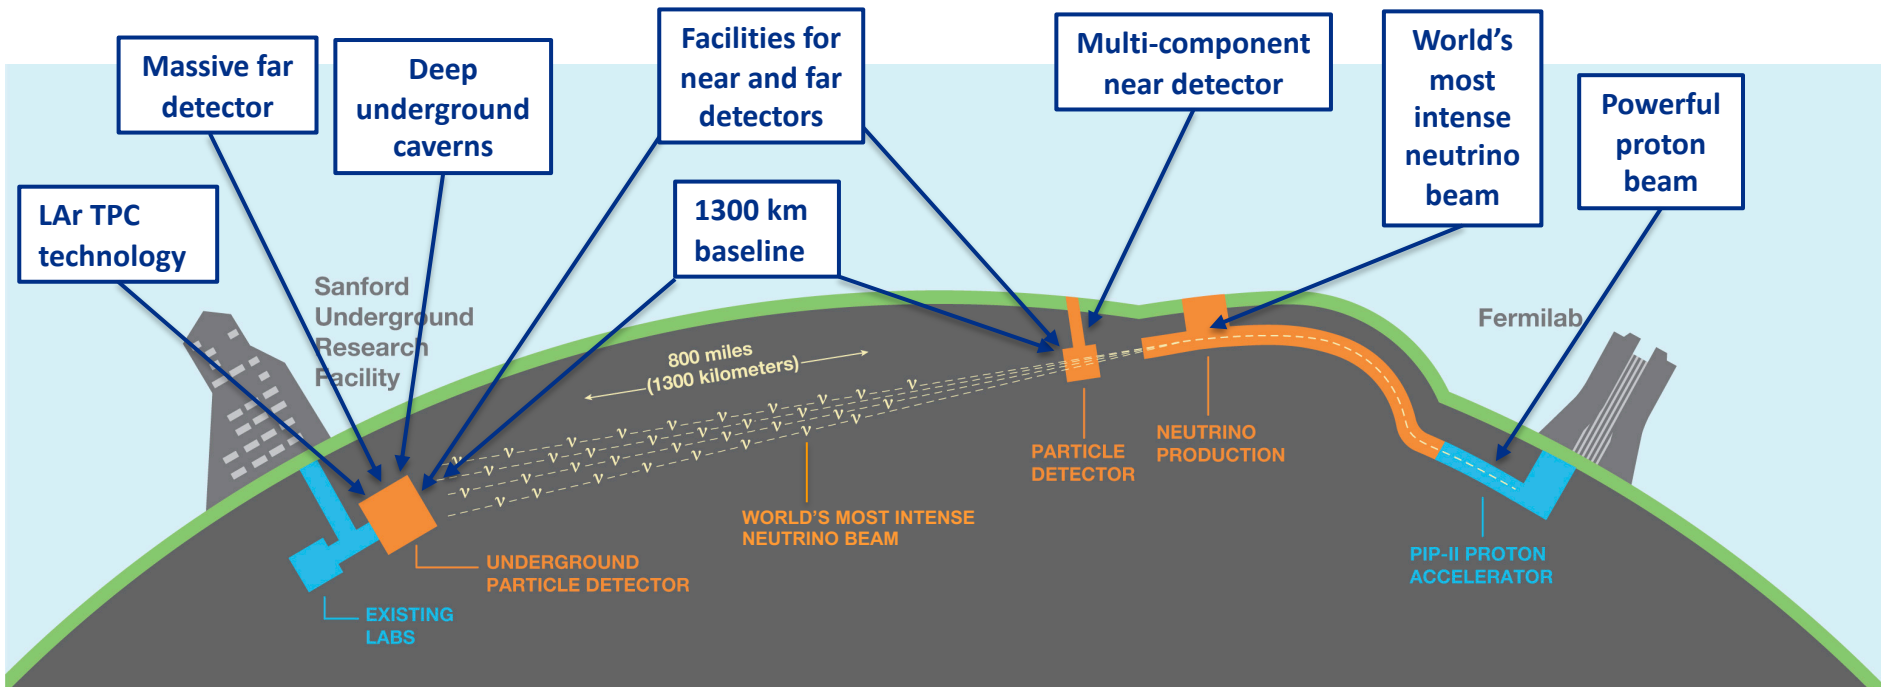 Massive far
detector
Deep
underground
caverns
Facilities for
near and far
detectors
Multi-component
near detector
World’s
most
intense
neutrino
beam
Powerful
proton
beam
LAr TPC
technology
1300 km
baseline
Sanford
Underground
Research
Facility
Fermilab
800 miles
(1300 kilometers)
ν ν ν ν ν ν ν ν ν
ν ν ν ν ν ν ν ν
ν ν ν ν ν ν ν ν
ν ν ν ν ν ν ν ν
PARTICLE
DETECTOR
NEUTRINO
PRODUCTION
WORLD’S MOST INTENSE
NEUTRINO BEAM
UNDERGROUND
PARTICLE DETECTOR
PIP-II PROTON
ACCELERATOR
EXISTING
LABS